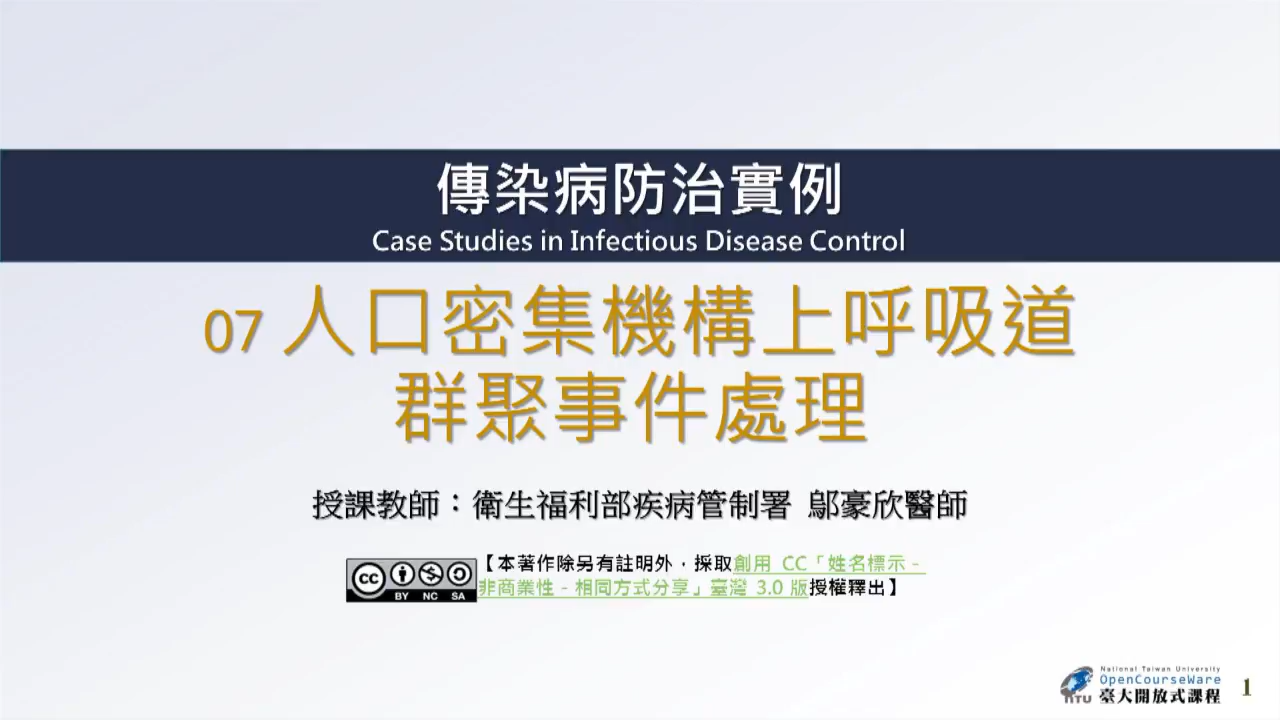 傳染病防治實例
Case Studies in Infectious Disease Control
07 人口密集機構上呼吸道
群聚事件處理
授課教師：衛生福利部疾病管制署 鄔豪欣醫師
【本著作除另有註明外，採取創用 CC「姓名標示－
非商業性－相同方式分享」臺灣 3.0 版授權釋出】
cc BY NC SA
National Taiwan University
OpenCourseWare
NTU 臺大開放式課程
1